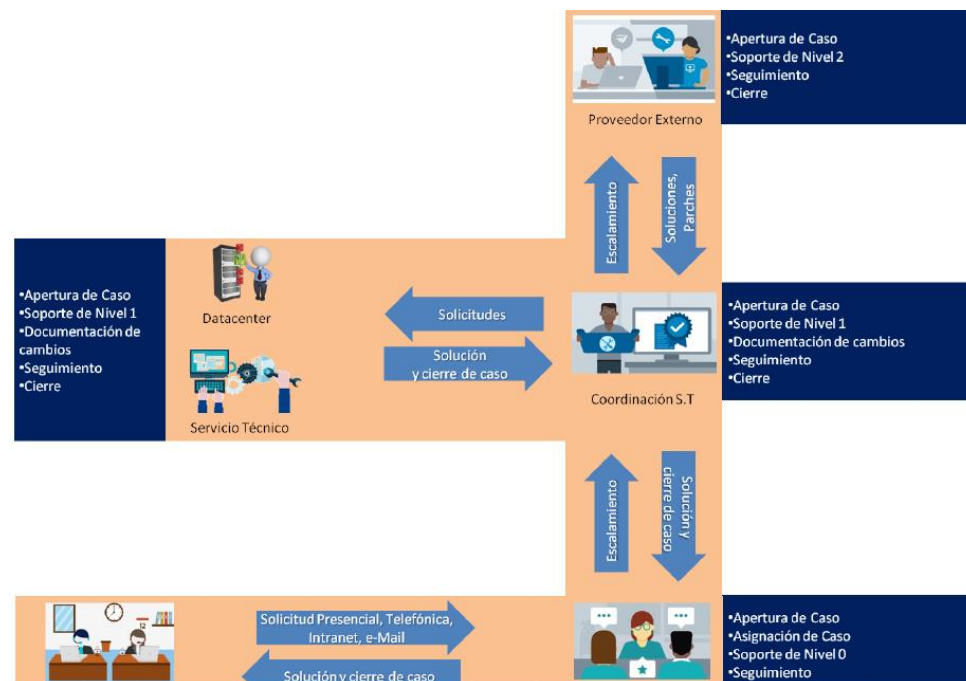 •Apertura de Caso
•Soporte de Nivel 2
•Seguimiento
•Cierre
Proveedor Externo
Escalamiento
Soluciones,
Parches
•Apertura de Caso
•Soporte de Nivel 1
•Documentación de
cambios
•Seguimiento
•Cierre
Datacenter
Servicio Técnico
Solicitudes
Solución
y cierre de caso
Coordinación S.T
•Apertura de Caso
•Soporte de Nivel 1
•Documentación de cambios
•Seguimiento
•Cierre
Escalamiento
Solución y
cierre de caso
12
Solicitud Presencial, Telefónica,
Intranet, e-Mail
Solución y cierre de caso
•Apertura de Caso
•Asignación de Caso
•Soporte de Nivel 0
•Seguimiento